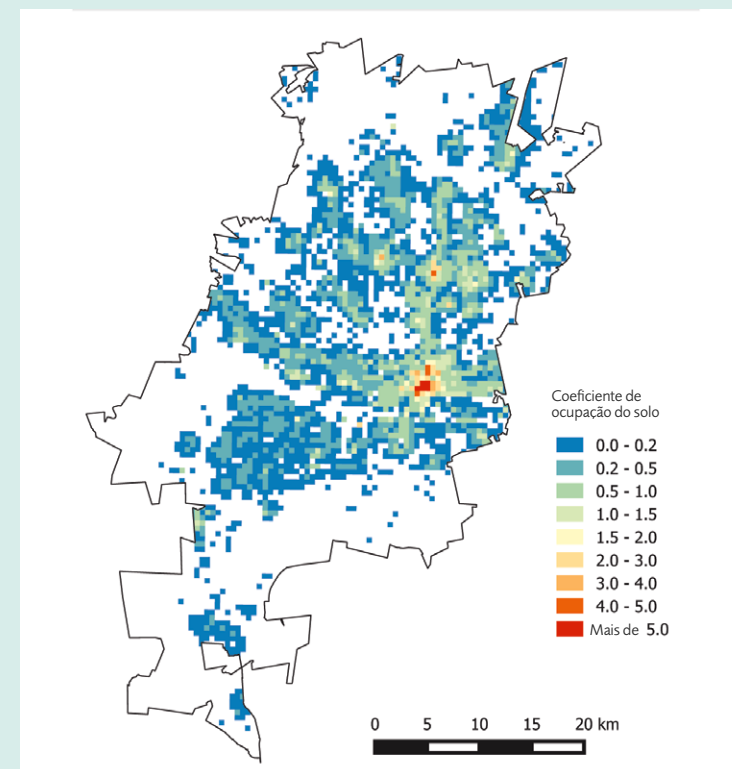 Coeficiente de
ocupação do solo
0.0 - 0.2
0.2 - 0.5
0.5 - 1.0
1.0 - 1.5
1.5 - 2.0
2.0 - 3.0
3.0 - 4.0
4.0 - 5.0
Mais de 5.0
0 5 10 15 20 km